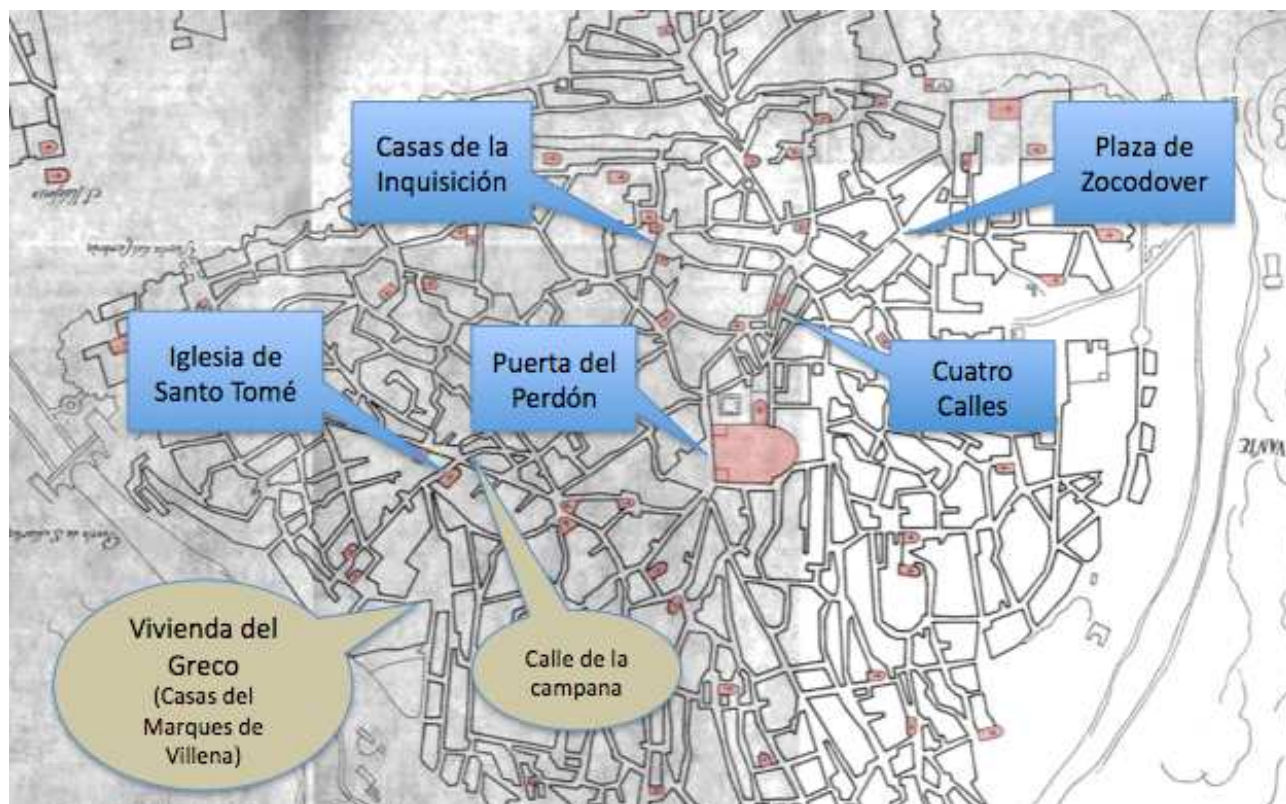 Casas de la
Inquisición
Plaza de
Zocodover
Iglesia de
Santo Tomé
Puerta del
Perdón
Cuatro
Calles
VANTE
Vivienda del
Greco
(Casas del
Marques de
Villena)
Calle de la
campana